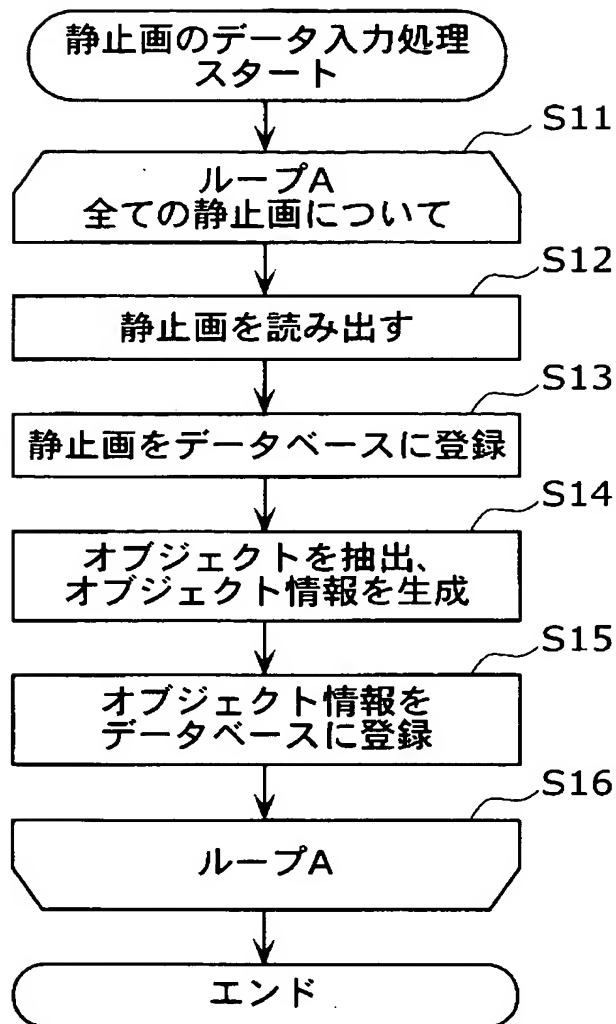 静止画のデータ入力処理
スタート
S11
ループA
全ての静止画について
S12
静止画を読み出す
S13
静止画をデータベースに登録
S14
オブジェクトを抽出、
オブジェクト情報を生成
S15
オブジェクト情報を
データベースに登録
S16
ループA
エンド